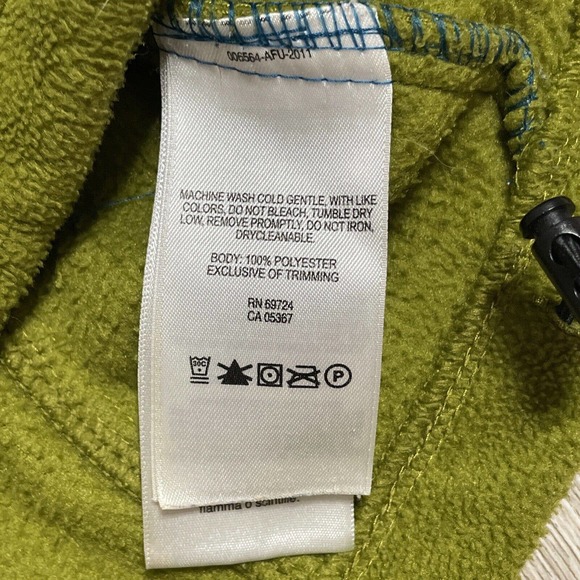 006564-AFU-2011
MACHINE WASH COLD GENTLE, WITH LIKE
COLORS, DO NOT BLEACH, TUMBLE DRY
LOW, REMOVE PROMPTLY, DO NOT IRON,
DRYCLEANABLE.
BODY: 100% POLYESTER
EXCLUSIVE OF TRIMMING
RN 69724
CA 05367
30C P
fiamma o scintille.